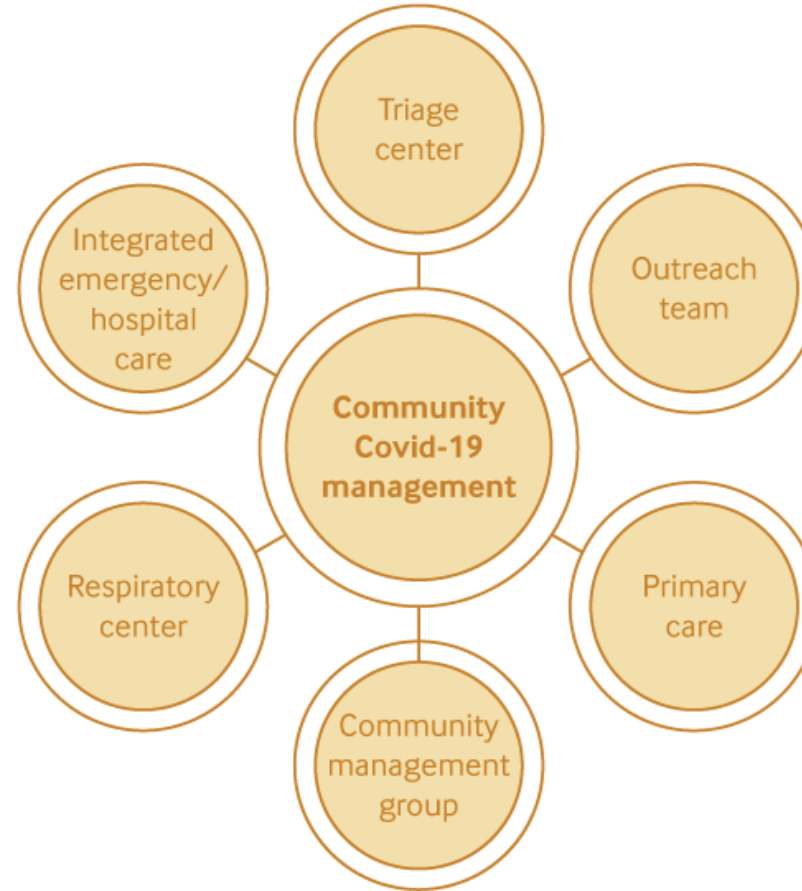 Triage
center
Integrated
emergency/
hospital
care
Outreach
team
Community
Covid-19
management
Respiratory
center
Primary
care
Community
management
group